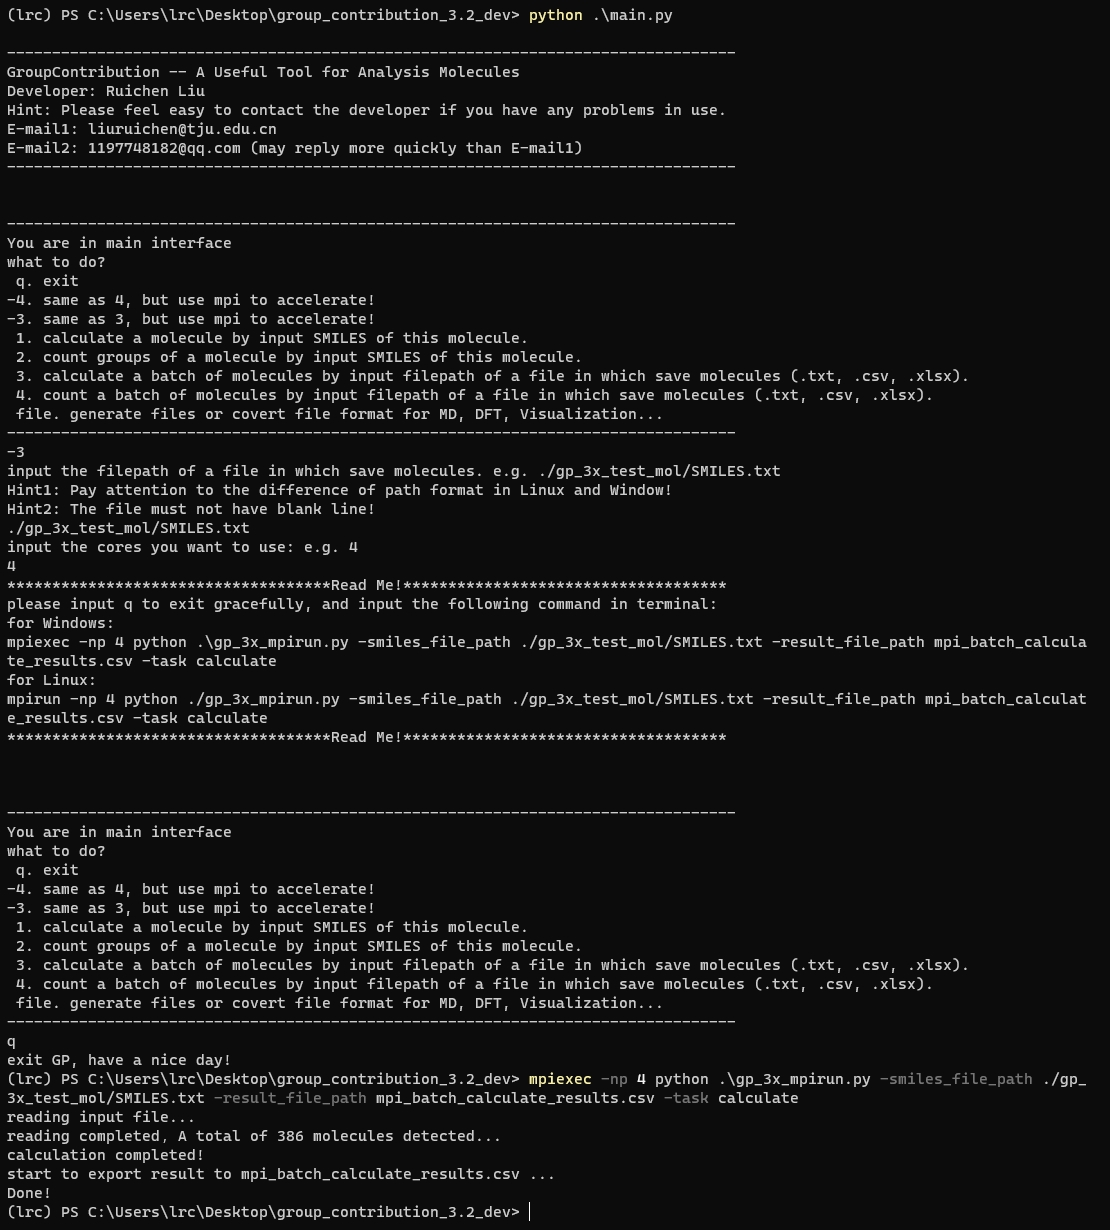 (lrc) PS C:\Users\lrc\Desktop\group_contribution_3.2_dev> python .\main.py
---------------------------------------------------------------------------------
GroupContribution -- A Useful Tool for Analysis Molecules
Developer: Ruichen Liu
Hint: Please feel easy to contact the developer if you have any problems in use.
E-mail1: liuruichen@tju.edu.cn
E-mail2: 1197748182@qq.com (may reply more quickly than E-mail1)
---------------------------------------------------------------------------------
---------------------------------------------------------------------------------
You are in main interface
what to do?
 q. exit
-4. same as 4, but use mpi to accelerate!
-3. same as 3, but use mpi to accelerate!
 1. calculate a molecule by input SMILES of this molecule.
 2. count groups of a molecule by input SMILES of this molecule.
 3. calculate a batch of molecules by input filepath of a file in which save molecules (.txt, .csv, .xlsx).
 4. count a batch of molecules by input filepath of a file in which save molecules (.txt, .csv, .xlsx).
 file. generate files or covert file format for MD, DFT, Visualization...
---------------------------------------------------------------------------------
-3
input the filepath of a file in which save molecules. e.g. ./gp_3x_test_mol/SMILES.txt
Hint1: Pay attention to the difference of path format in Linux and Window!
Hint2: The file must not have blank line!
./gp_3x_test_mol/SMILES.txt
input the cores you want to use: e.g. 4
4
************************************Read Me!************************************
please input q to exit gracefully, and input the following command in terminal:
for Windows:
mpiexec -np 4 python .\gp_3x_mpirun.py -smiles_file_path ./gp_3x_test_mol/SMILES.txt -result_file_path mpi_batch_calcula
te_results.csv -task calculate
for Linux:
mpirun -np 4 python ./gp_3x_mpirun.py -smiles_file_path ./gp_3x_test_mol/SMILES.txt -result_file_path mpi_batch_calculat
e_results.csv -task calculate
************************************Read Me!************************************
---------------------------------------------------------------------------------
You are in main interface
what to do?
 q. exit
-4. same as 4, but use mpi to accelerate!
-3. same as 3, but use mpi to accelerate!
 1. calculate a molecule by input SMILES of this molecule.
 2. count groups of a molecule by input SMILES of this molecule.
 3. calculate a batch of molecules by input filepath of a file in which save molecules (.txt, .csv, .xlsx).
 4. count a batch of molecules by input filepath of a file in which save molecules (.txt, .csv, .xlsx).
 file. generate files or covert file format for MD, DFT, Visualization...
---------------------------------------------------------------------------------
q
exit GP, have a nice day!
(lrc) PS C:\Users\lrc\Desktop\group_contribution_3.2_dev> mpiexec -np 4 python .\gp_3x_mpirun.py -smiles_file_path ./gp_
3x_test_mol/SMILES.txt -result_file_path mpi_batch_calculate_results.csv -task calculate
reading input file...
reading completed, A total of 386 molecules detected...
calculation completed!
start to export result to mpi_batch_calculate_results.csv ...
Done!
(lrc) PS C:\Users\lrc\Desktop\group_contribution_3.2_dev>